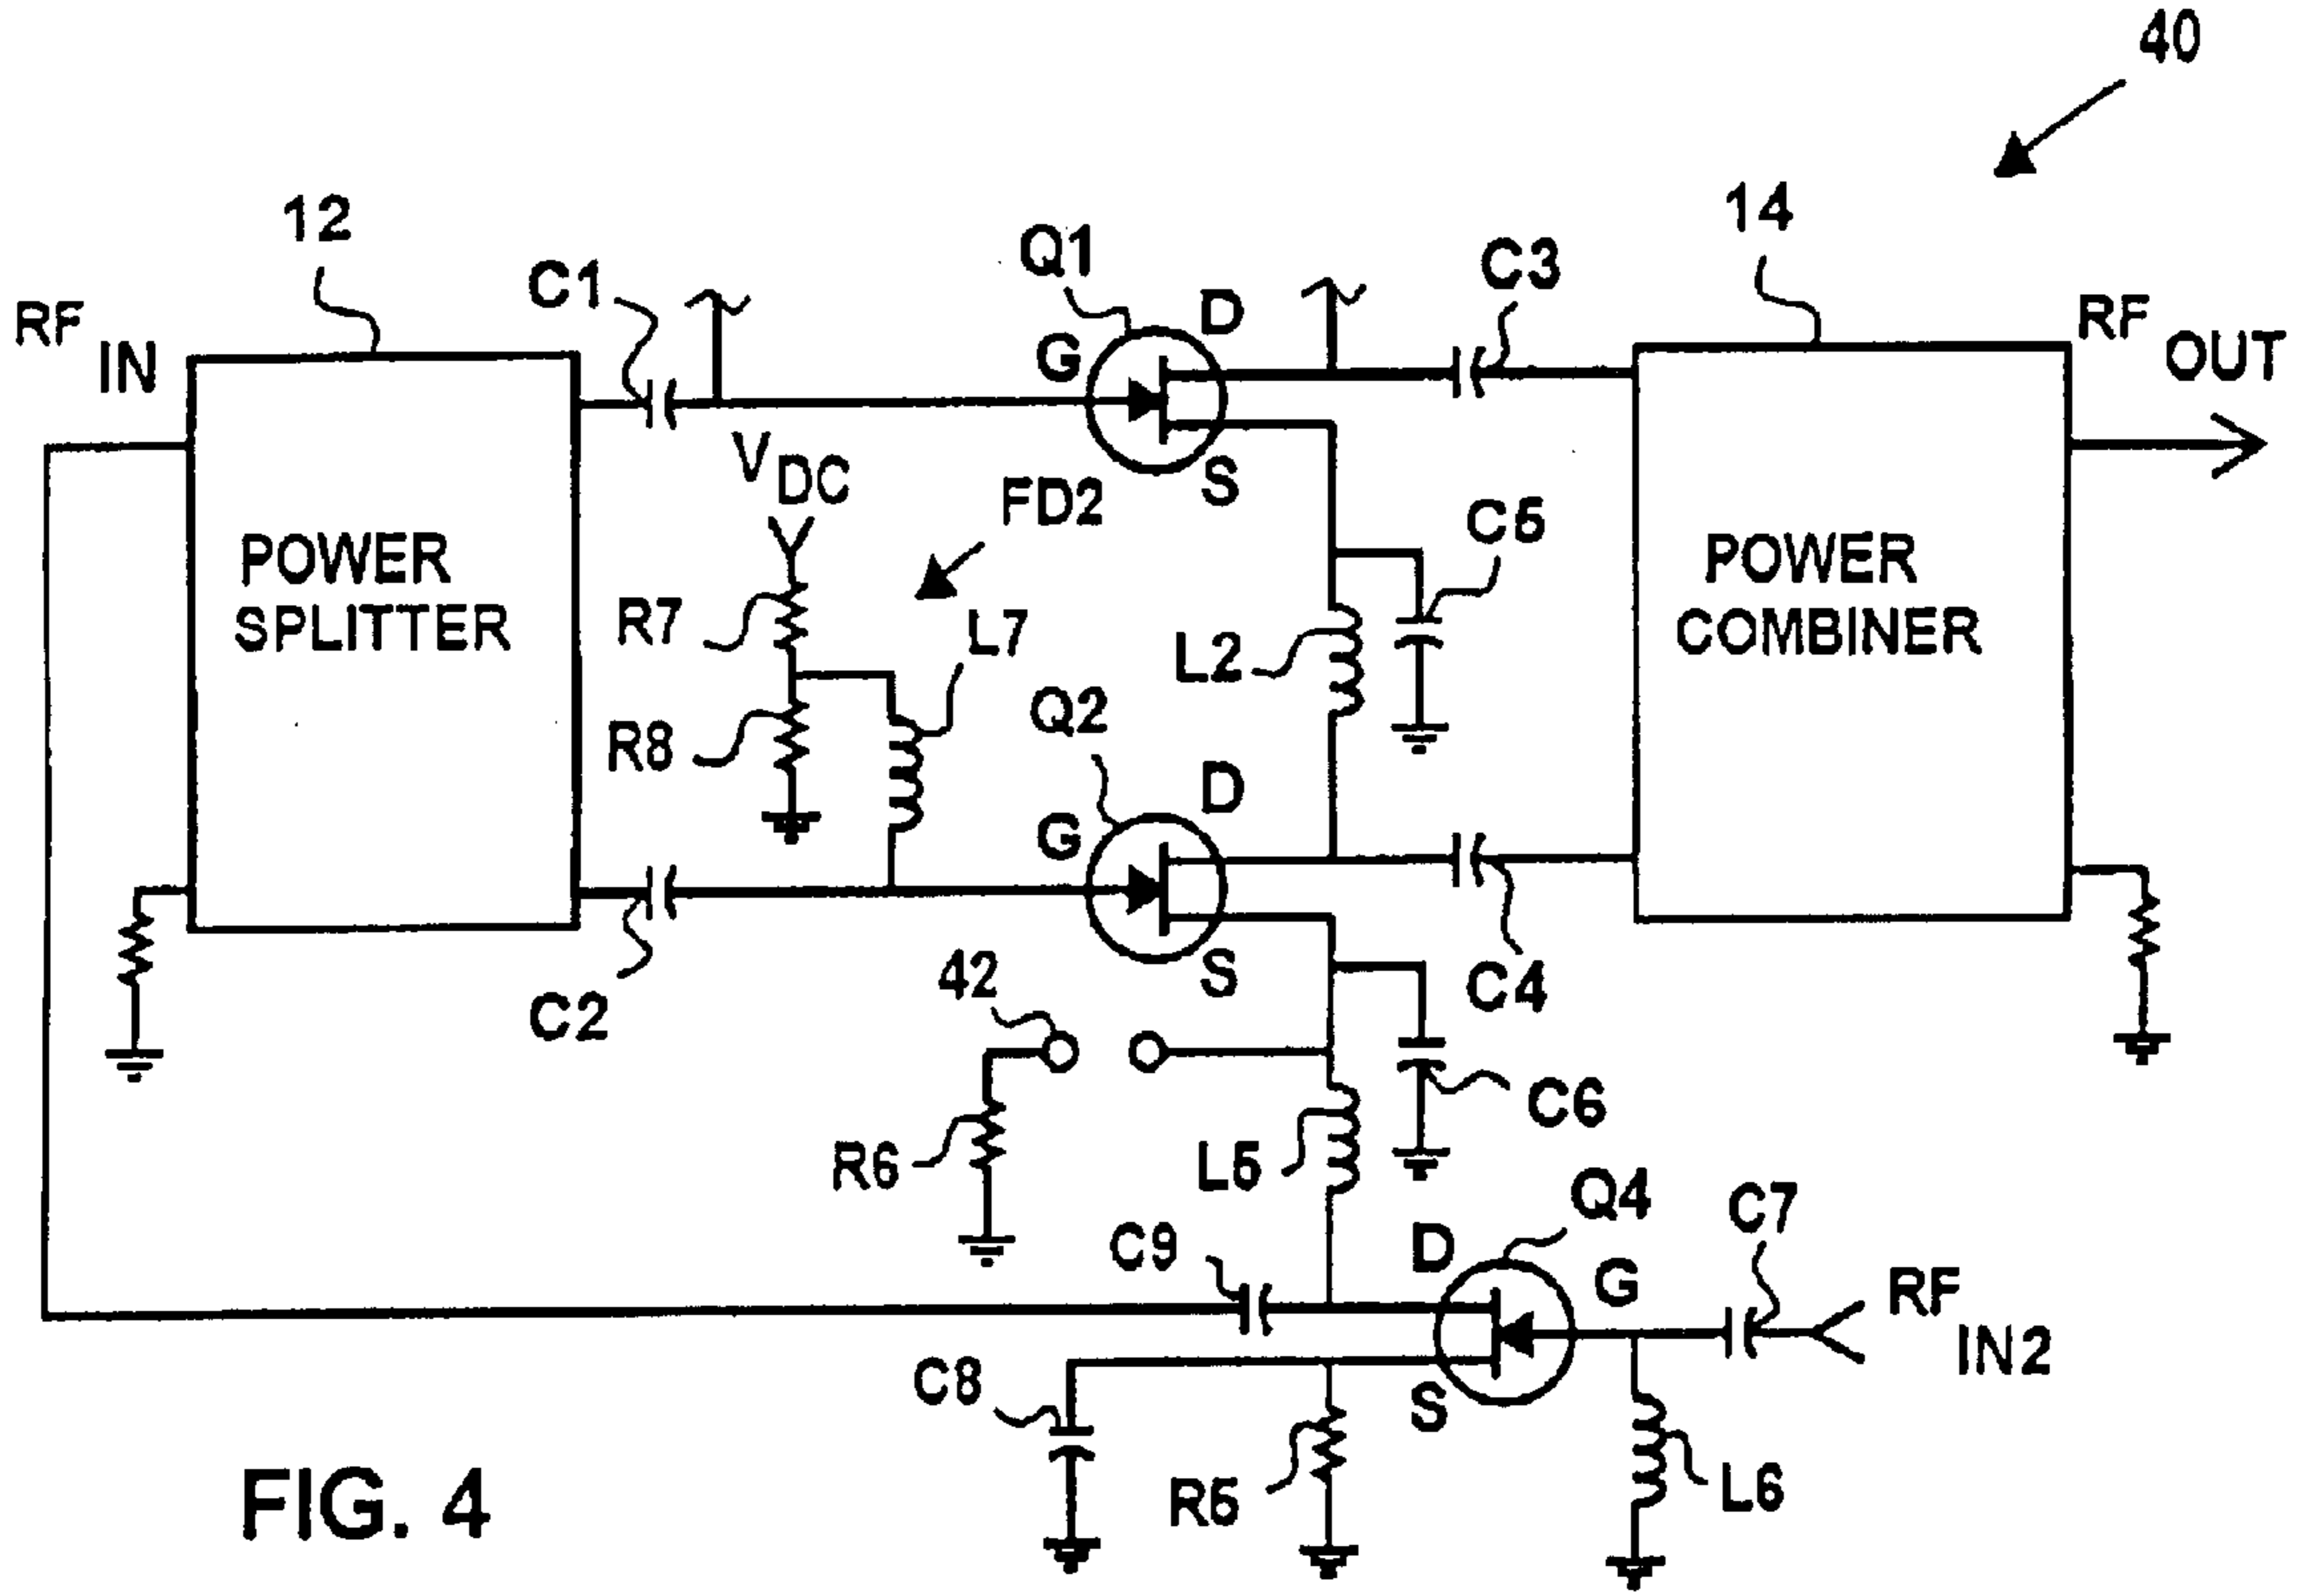 40
12
14
Q1
C3
C1
D
RF IN
RF OUT
G
VDC
S
FD2
C5
POWER
SPLITTER
POWER
COMBINER
R7
L7
L2
Q2
R8
D
G
42
S
C4
C2
C6
R6
L5
Q4
C7
C9
D
G
RF IN2
C8
S
R5
L6
FIG. 4